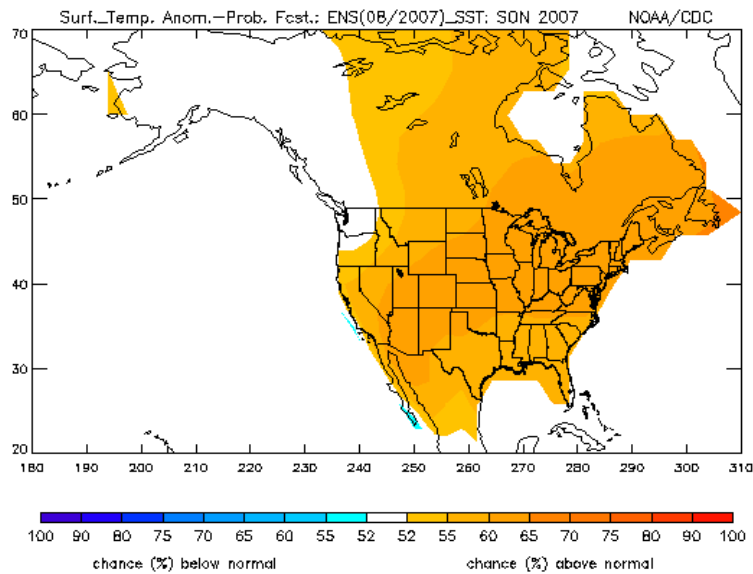 Surf._Temp. Anom.-Prob. Fcst.: ENS(08/2007)_SST: SON 2007 NOAA/CDC
70
60
50
40
30
20
180 190 200 210 220 230 240 250 260 270 280 290 300 310
100 90 80 75 70 65 60 55 52 52 55 60 65 70 75 80 90 100
chance (%) below normal chance (%) above normal